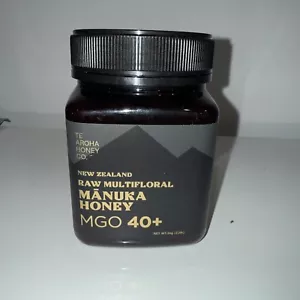 TE
AROHA
HONEY
CO.
NEW ZEALAND
RAW MULTIFLORAL
MĀNUKA
HONEY
MGO 40+